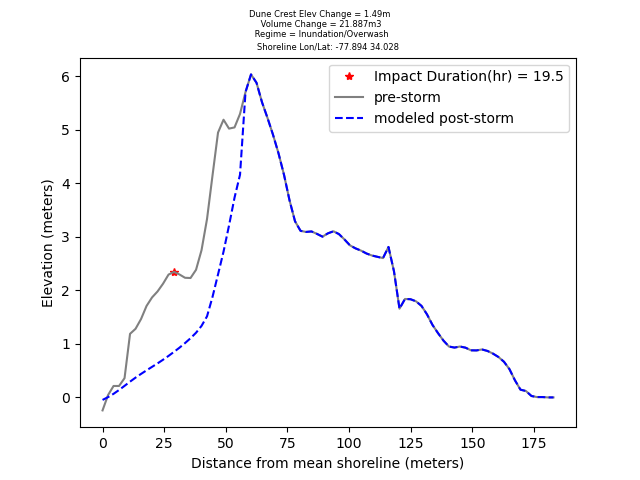 Dune Crest Elev Change = 1.49m
Volume Change = 21.887m3
Regime = Inundation/Overwash
Shoreline Lon/Lat: -77.894 34.028
Impact Duration(hr) = 19.5
pre-storm
modeled post-storm
6
5
4
3
2
1
0
Elevation (meters)
0 25 50 75 100 125 150 175
Distance from mean shoreline (meters)